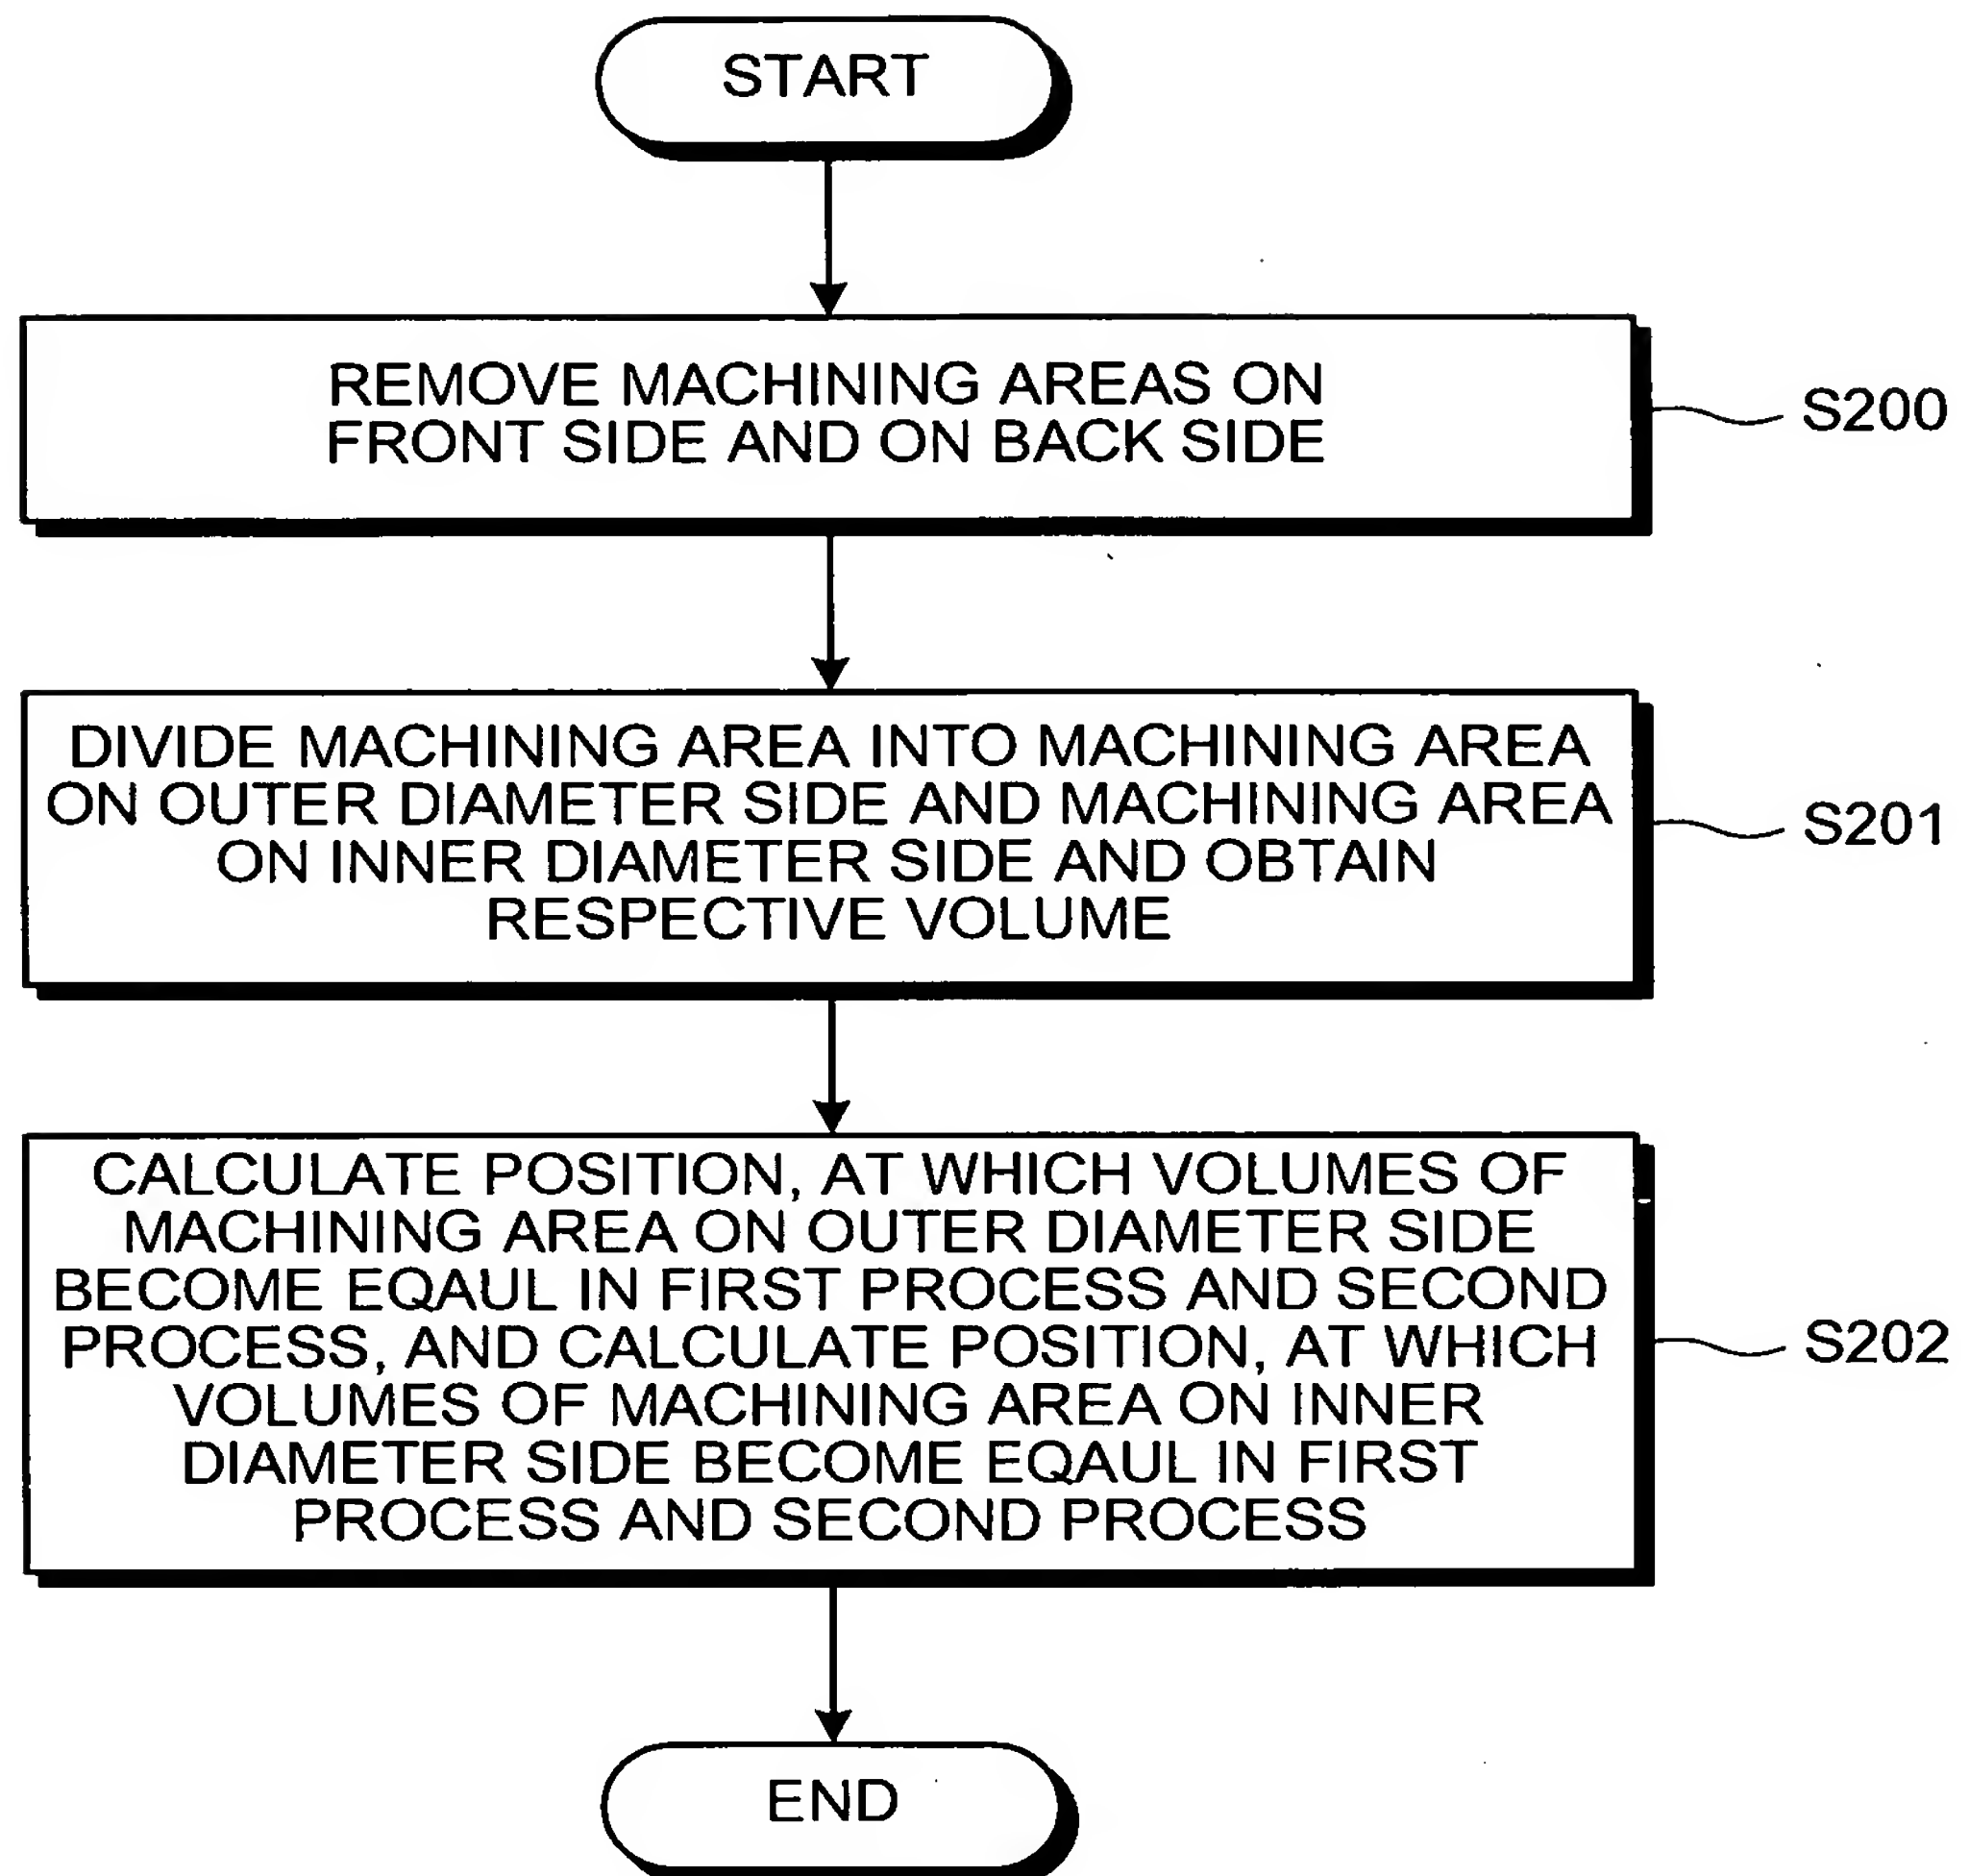 START
REMOVE MACHINING AREAS ON
FRONT SIDE AND ON BACK SIDE
S200
DIVIDE MACHINING AREA INTO MACHINING AREA
ON OUTER DIAMETER SIDE AND MACHINING AREA
ON INNER DIAMETER SIDE AND OBTAIN
RESPECTIVE VOLUME
S201
CALCULATE POSITION, AT WHICH VOLUMES OF
MACHINING AREA ON OUTER DIAMETER SIDE
BECOME EQAUL IN FIRST PROCESS AND SECOND
PROCESS, AND CALCULATE POSITION, AT WHICH
VOLUMES OF MACHINING AREA ON INNER
DIAMETER SIDE BECOME EQAUL IN FIRST
PROCESS AND SECOND PROCESS
S202
END